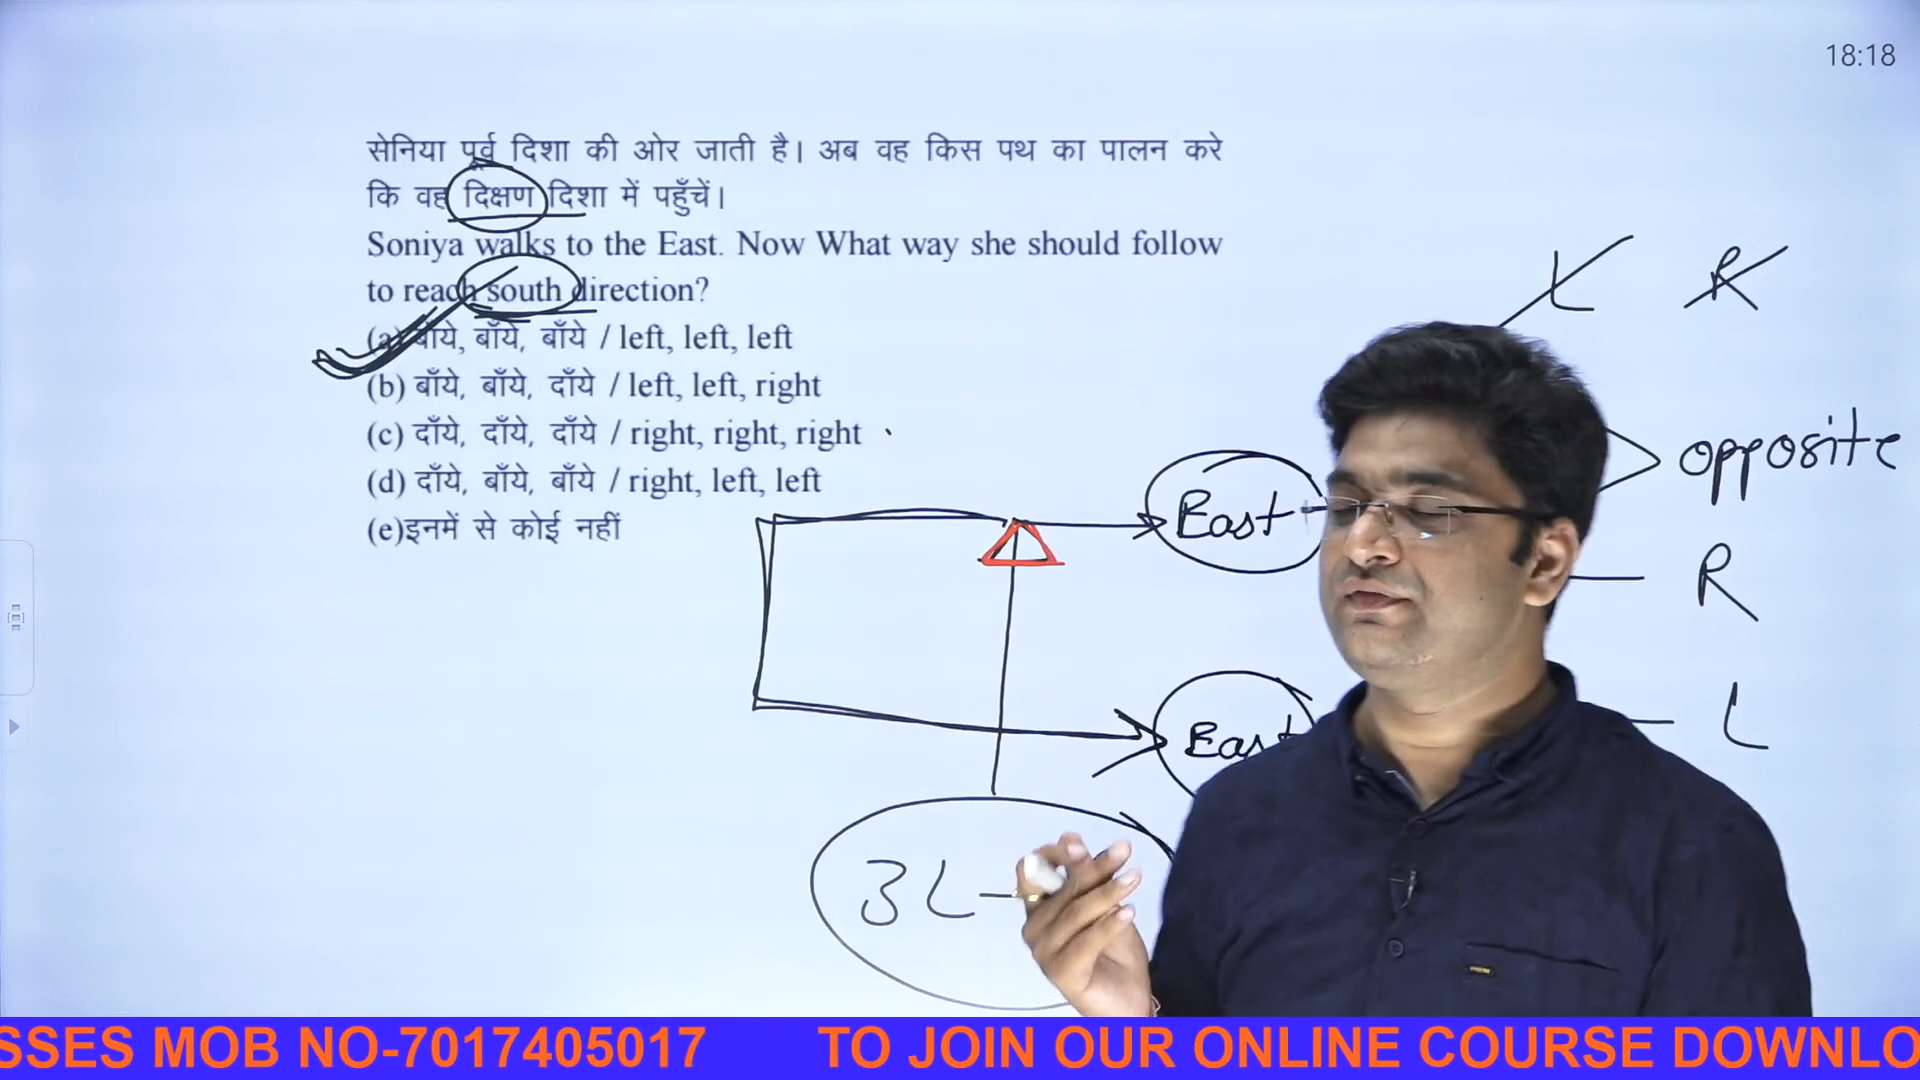 18:18
सेनिया पूर्व दिशा की ओर जाती है। अब वह किस पथ का पालन करे
कि वह दिक्षण दिशा में पहुँचें।
Soniya walks to the East. Now What way she should follow
to reach south direction?
(a) बाँये, बाँये, बाँये / left, left, left
(b) बाँये, बाँये, दाँये / left, left, right
(c) दाँये, दाँये, दाँये / right, right, right
(d) दाँये, बाँये, बाँये / right, left, left
(e)इनमें से कोई नहीं
L R
opposite
East
R
East
L
3L
SSES MOB NO-7017405017 TO JOIN OUR ONLINE COURSE DOWNLO